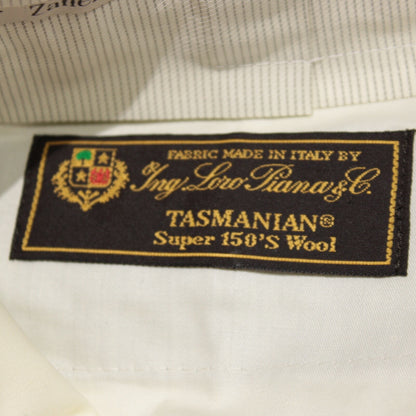 FABRIC MADE IN ITALY BY
Ing. Loro Piana & C.
TASMANIAN®
Super 150'S Wool